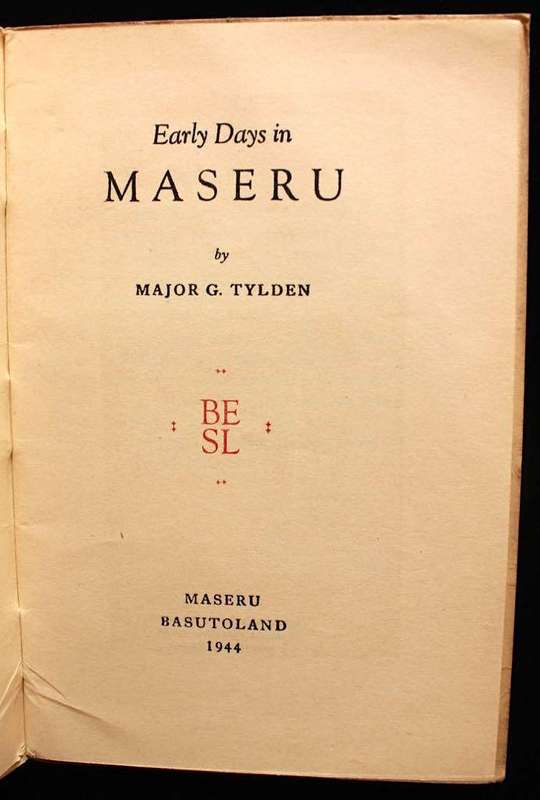 Early Days in
MASERU
by
MAJOR G. TYLDEN
BE
SL
MASERU
BASUTOLAND
1944